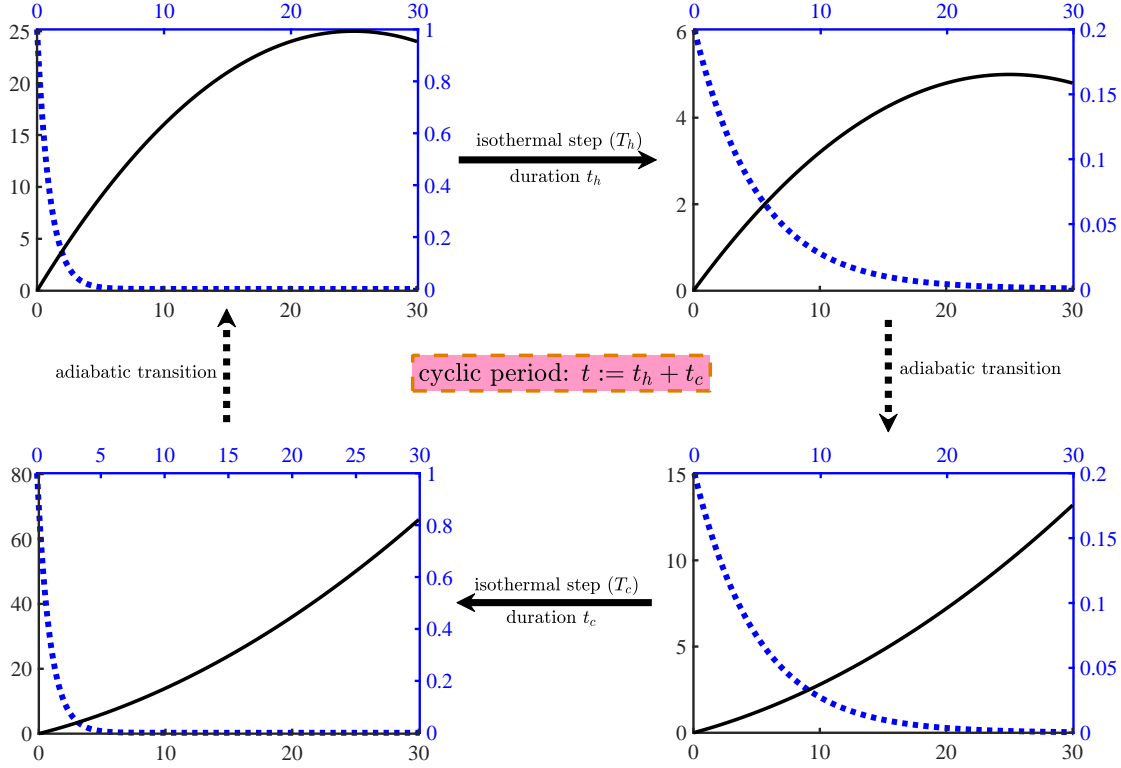 0 10 20 30
0 10 20 30
25 1
6 0.2
20 0.8
15 0.6
10 0.4
5 0.2
0 0
4 0.15
0.1
2 0.05
0 0
0 10 20 30
0 10 20 30
isothermal step (T_h)
duration t_h
adiabatic transition
cyclic period: t := t_h + t_c
adiabatic transition
0 5 10 15 20 25 30
0 10 20 30
80 1
60 0.8
0.6
40 0.4
20 0.2
0 0
15 0.2
0.15
10 0.1
5 0.05
0 0
0 10 20 30
0 10 20 30
isothermal step (T_c)
duration t_c